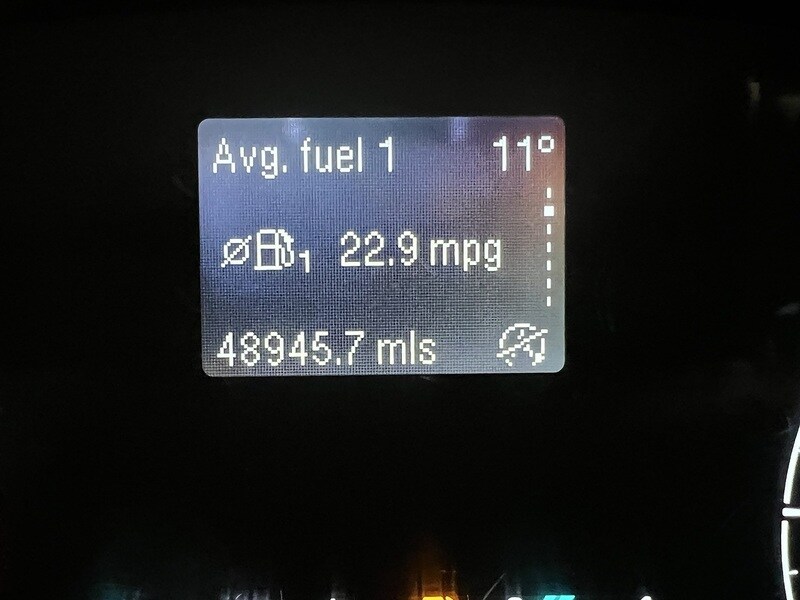 Avg. fuel 1 11°
1 22.9 mpg
48945.7 mls